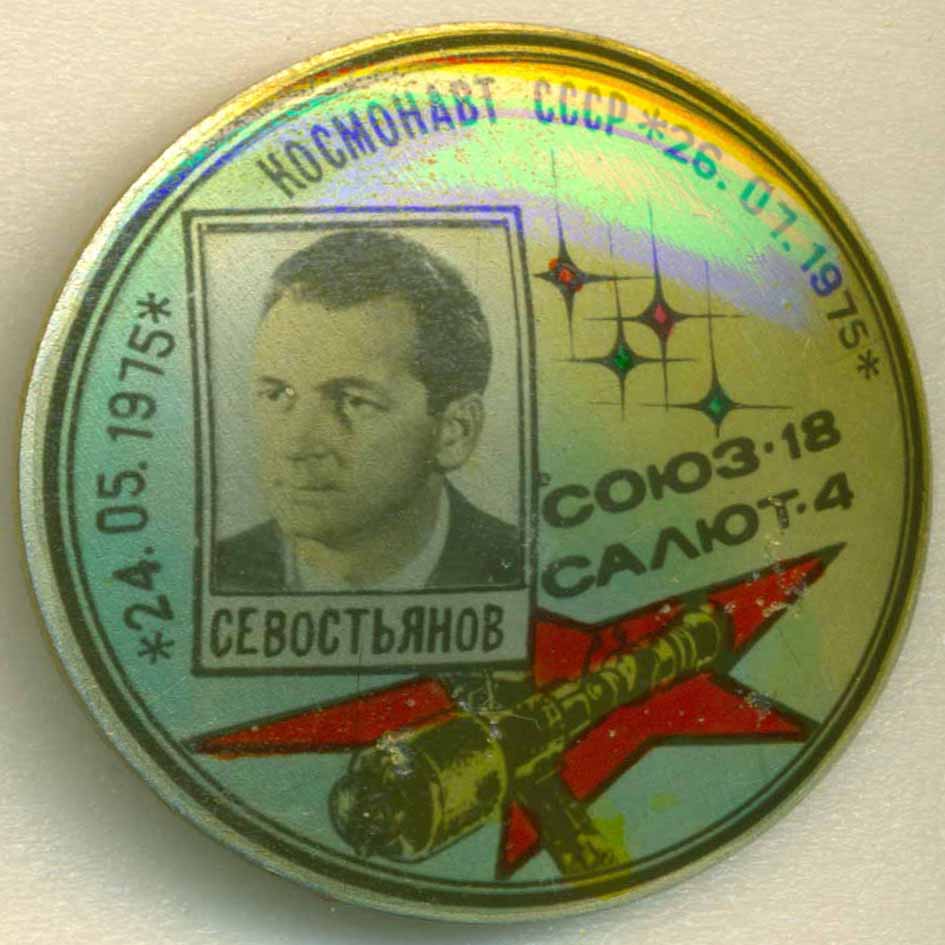 *24.05.1975*
КОСМОНАВТ СССР *26.07.1975*
СОЮЗ·18
САЛЮТ·4
СЕВОСТЬЯНОВ